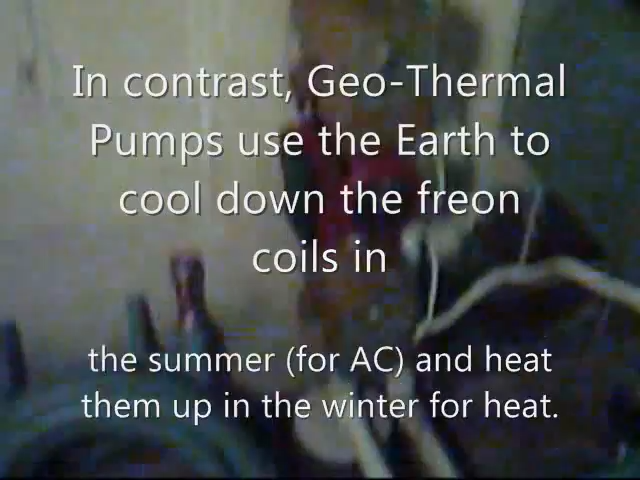 In contrast, Geo-Thermal
Pumps use the Earth to
cool down the freon
coils in
the summer (for AC) and heat
them up in the winter for heat.